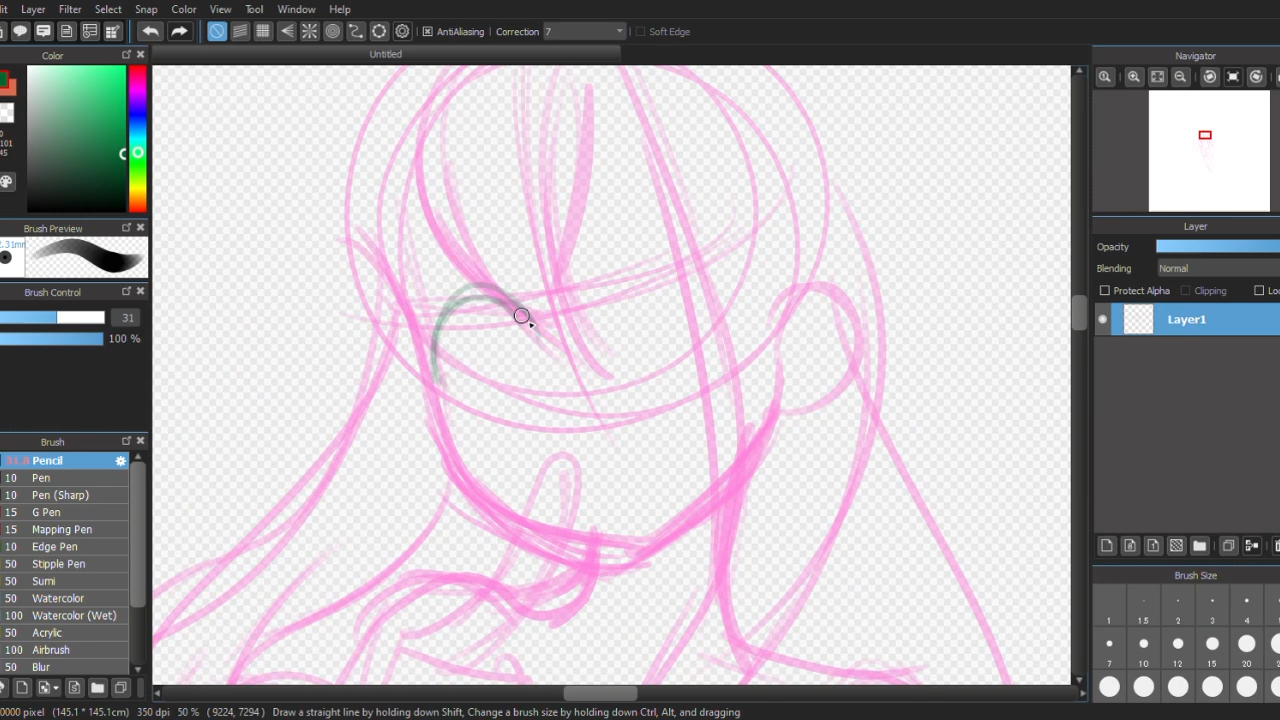 Layer Filter Select Snap Color View Tool Window Help
AntiAliasing Correction 7 Soft Edge
Color
Untitled
Navigator
0
101
45
Brush Preview
2.31mm
Brush Control
31
100 %
Layer
Opacity
Blending Normal
Protect Alpha Clipping
Layer1
Brush
Pencil
10 Pen
10 Pen (Sharp)
15 G Pen
15 Mapping Pen
10 Edge Pen
50 Stipple Pen
50 Sumi
50 Watercolor
100 Watercolor (Wet)
50 Acrylic
100 Airbrush
50 Blur
Brush Size
1 1.5 2 3 4
7 10 12 15 20
0000 pixel (145.1 * 145.1cm) 350 dpi 50 % ( 9224, 7294 ) Draw a straight line by holding down Shift, Change a brush size by holding down Ctrl, Alt, and dragging